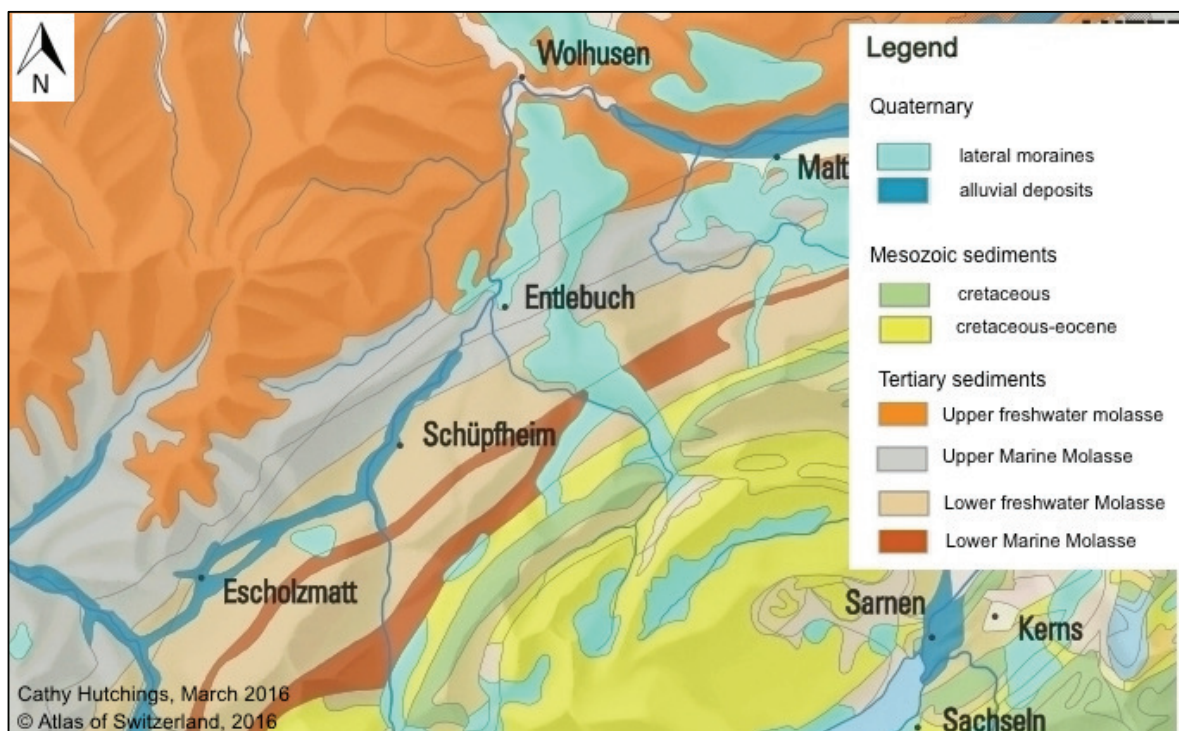 N
Wolhusen
Malt
Entlebuch
Schüpfheim
Escholzmatt
Sarnen
Kerns
Sachseln
Legend
Quaternary
lateral moraines
alluvial deposits
Mesozoic sediments
cretaceous
cretaceous-eocene
Tertiary sediments
Upper freshwater molasse
Upper Marine Molasse
Lower freshwater Molasse
Lower Marine Molasse
Cathy Hutchings, March 2016
© Atlas of Switzerland, 2016